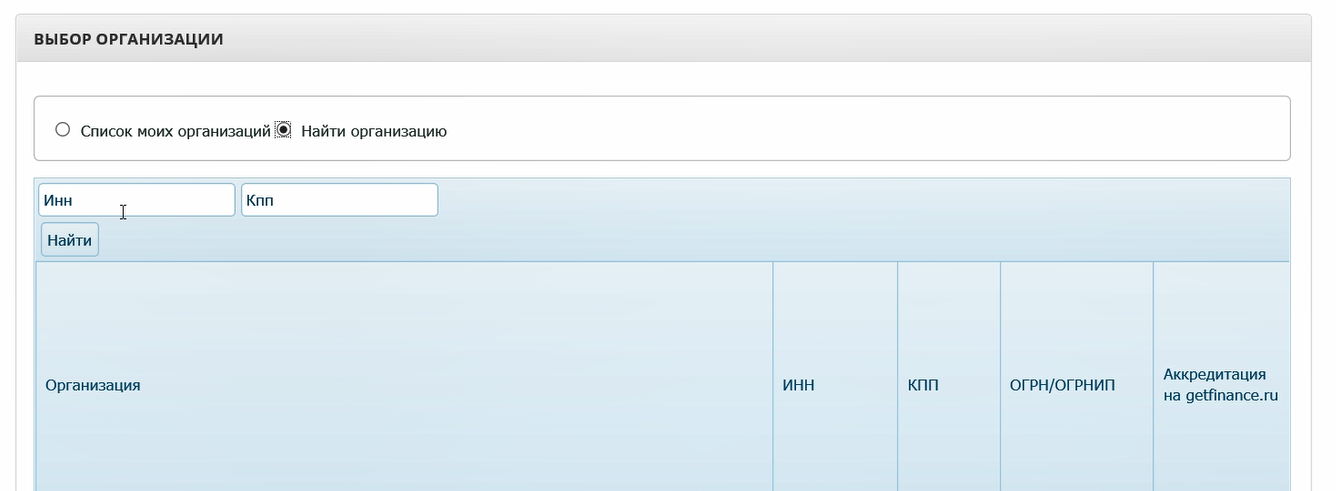 ВЫБОР ОРГАНИЗАЦИИ
Список моих организаций Найти организацию
Инн Кпп
Найти
Организация ИНН КПП ОГРН/ОГРНИП Аккредитация
на getfinance.ru